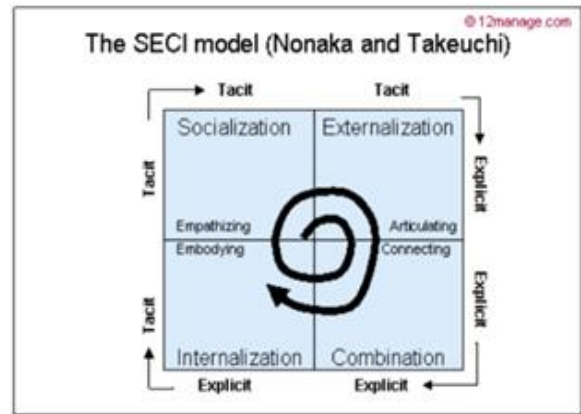 © 12manage.com
The SECI model (Nonaka and Takeuchi)
Tacit Tacit
Socialization Externalization
Tacit Explicit
Empathizing Articulating
Embodying Connecting
Tacit Explicit
Internalization Combination
Explicit Explicit